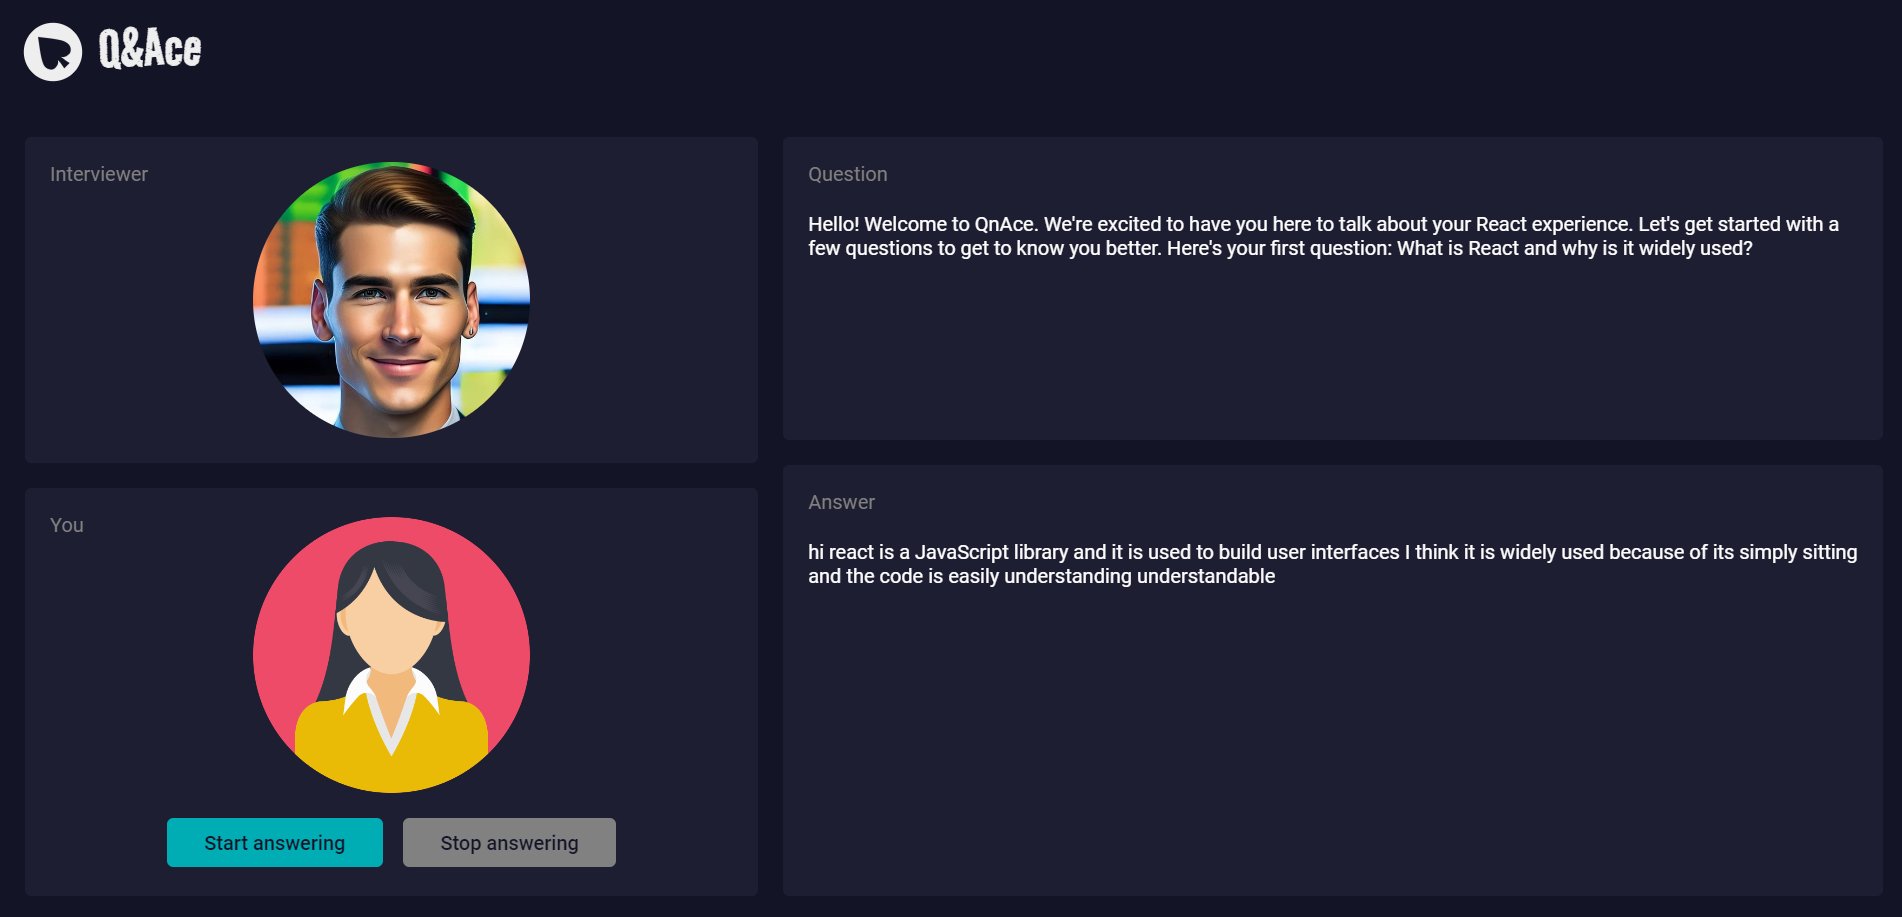 Q&Ace
Interviewer
Question
Hello! Welcome to QnAce. We're excited to have you here to talk about your React experience. Let's get started with a
few questions to get to know you better. Here's your first question: What is React and why is it widely used?
You
Answer
hi react is a JavaScript library and it is used to build user interfaces I think it is widely used because of its simply sitting
and the code is easily understanding understandable
Start answering
Stop answering